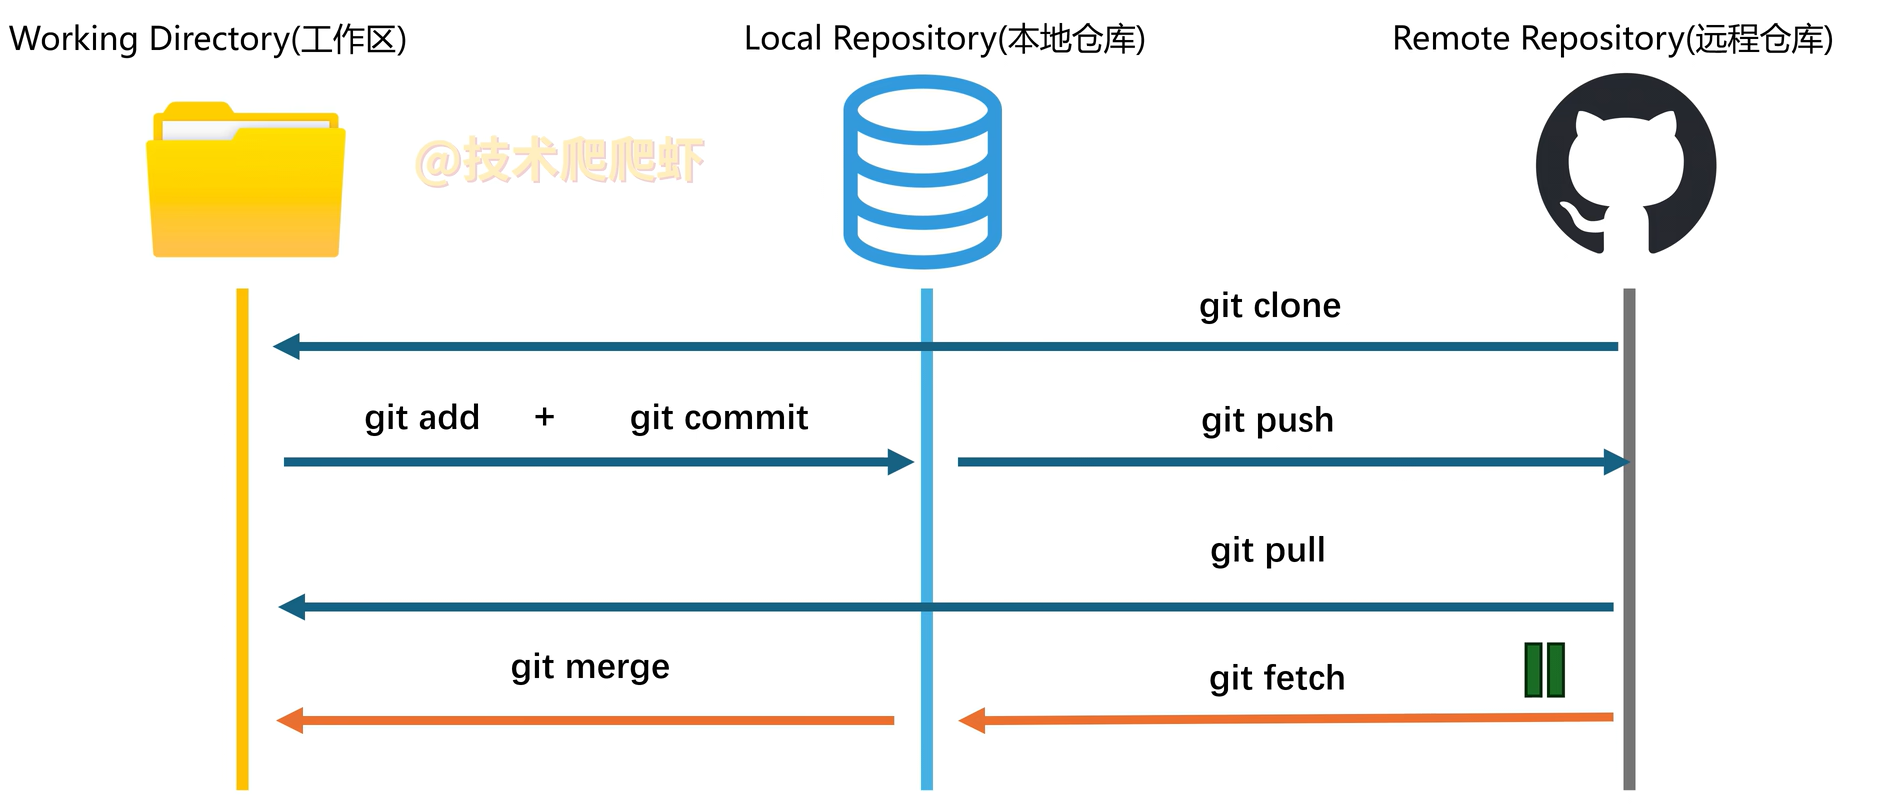 Working Directory(工作区)
Local Repository(本地仓库)
Remote Repository(远程仓库)
@技术爬爬虾
git clone
git add + git commit
git push
git pull
git merge
git fetch